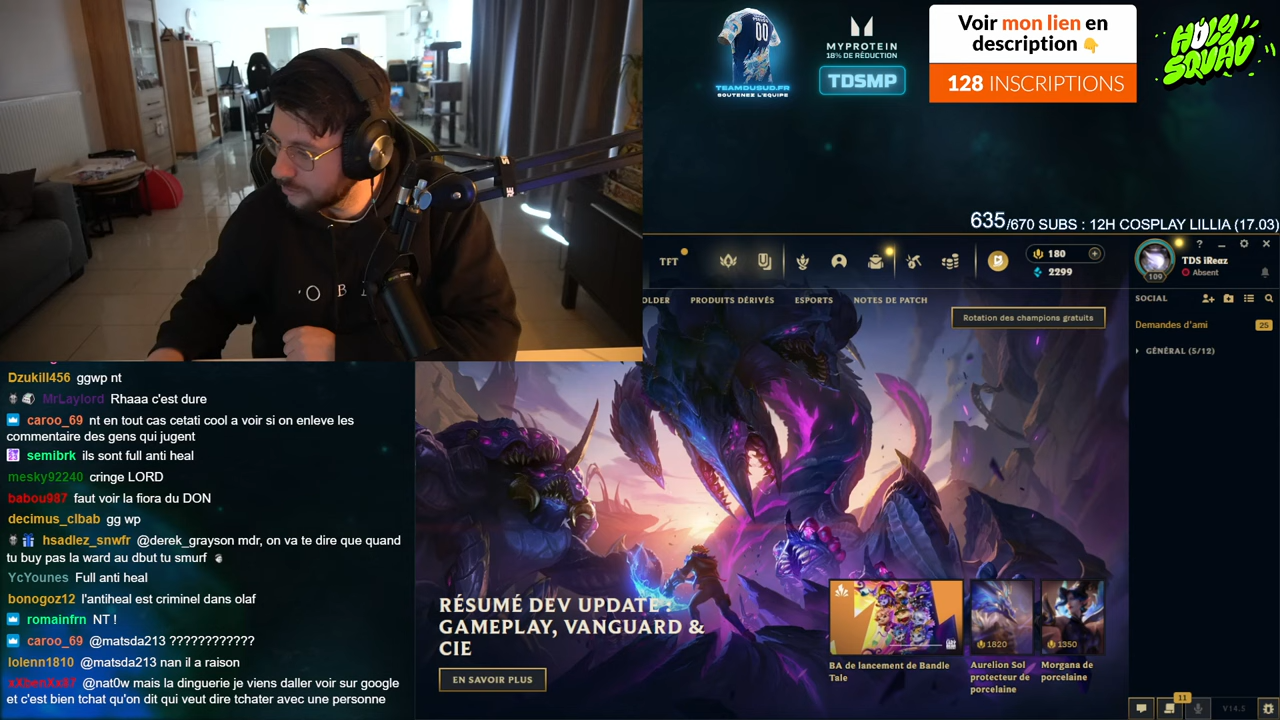 00
TEAMDUSUD.FR
SOUTENEZ L'ÉQUIPE
MYPROTEIN
18% DE RÉDUCTION
TDSMP
Voir mon lien en
description 👇
128 INSCRIPTIONS
HOLY
SQUAD
635/670 SUBS : 12H COSPLAY LILLIA (17.03)
TFT
180
2299
109
TDS iReaz
Absent
OLDER
PRODUITS DÉRIVÉS
ESPORTS
NOTES DE PATCH
Rotation des champions gratuits
SOCIAL
Demandes d'ami
25
GÉNÉRAL (5/12)
OBI
Dzukill456 ggwp nt
MrLaylord Rhaaa c'est dure
caroo_69 nt en tout cas cetati cool a voir si on enleve les
commentaire des gens qui jugent
semibrk ils sont full anti heal
mesky92240 cringe LORD
babou987 faut voir la fiora du DON
decimus_clbab gg wp
hsadlez_snwfr @derek_grayson mdr, on va te dire que quand
tu buy pas la ward au dbut tu smurf
YcYounes Full anti heal
bonogoz12 l'antiheal est criminel dans olaf
romainfrn NT !
caroo_69 @matsda213 ????????????
lolenn1810 @matsda213 nan il a raison
xXbenXx87 @nat0w mais la dinguerie je viens daller voir sur google
et c'est bien tchat qu'on dit qui veut dire tchater avec une personne
RÉSUMÉ DEV UPDATE :
GAMEPLAY, VANGUARD &
CIE
EN SAVOIR PLUS
BA de lancement de Bandle
Tale
1820
Aurelion Sol
protecteur de
porcelaine
1350
Morgana de
porcelaine
11
V14.5